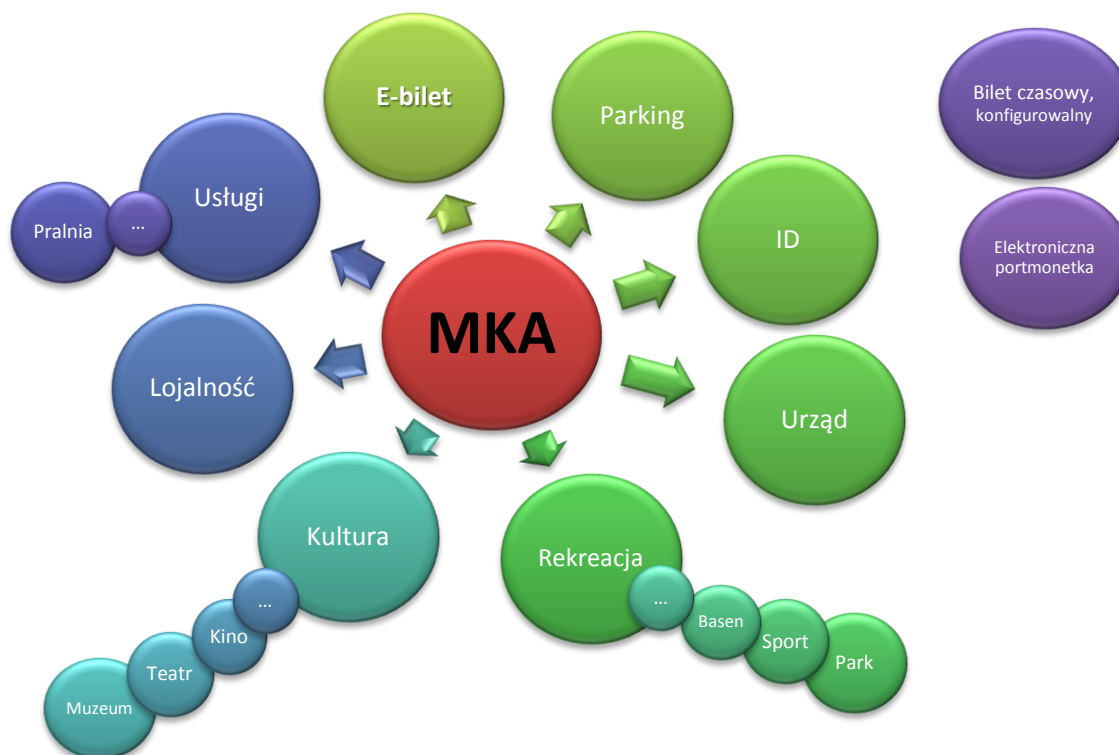 E-bilet
Parking
Bilet czasowy,
konfigurowalny
Usługi
Pralnia
...
ID
Elektroniczna
portmonetka
MKA
Lojalność
Urząd
Kultura
Rekreacja
...
Kino
Teatr
Muzeum
...
Basen
Sport
Park